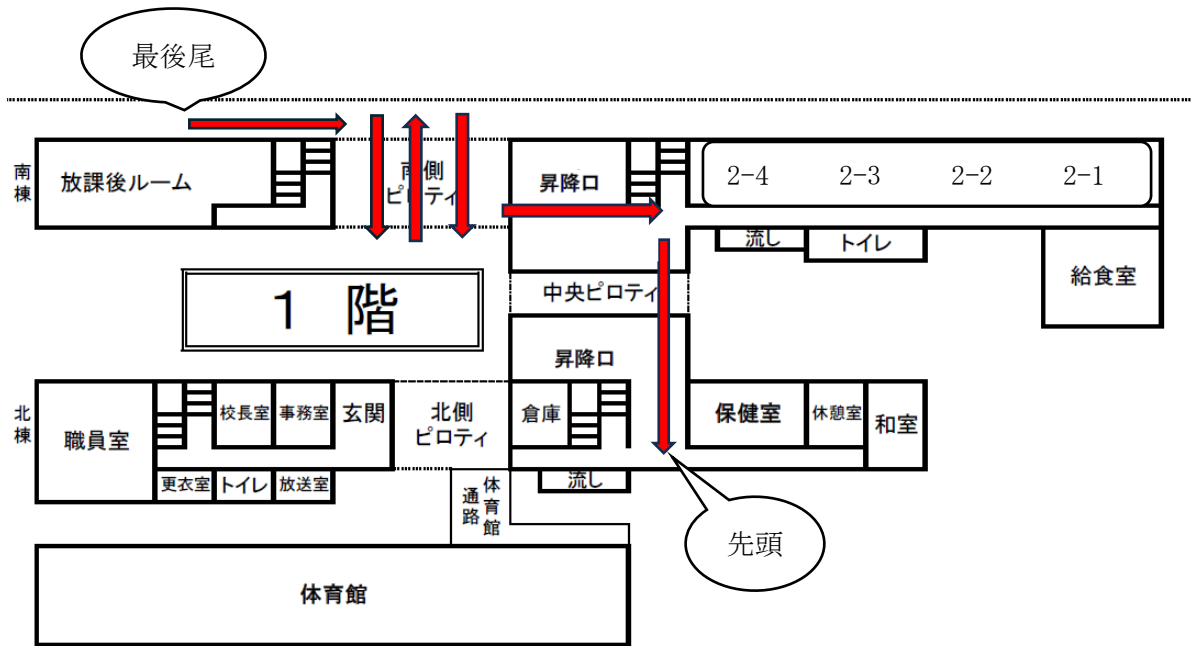 最後尾
南棟
放課後ルーム
南側
ピロティ
昇降口
2-4
2-3
2-2
2-1
流し
トイレ
給食室
中央ピロティ
1 階
昇降口
北棟
職員室
校長室
事務室
玄関
北側
ピロティ
倉庫
保健室
休憩室
和室
更衣室
トイレ
放送室
体育館
通路
流し
先頭
体育館